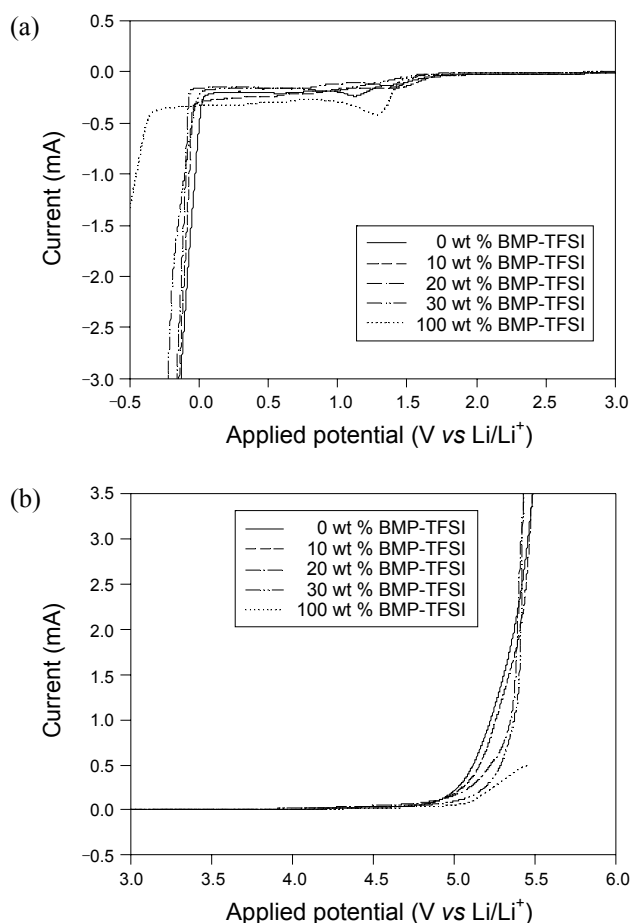 (a)
0.5
0.0
−0.5
−1.0
−1.5
−2.0
−2.5
−3.0
Current (mA)
0 wt % BMP-TFSI
10 wt % BMP-TFSI
20 wt % BMP-TFSI
30 wt % BMP-TFSI
100 wt % BMP-TFSI
−0.5 0.0 0.5 1.0 1.5 2.0 2.5 3.0
Applied potential (V vs Li/Li⁺)
(b)
3.5
3.0
2.5
2.0
1.5
1.0
0.5
0.0
−0.5
Current (mA)
0 wt % BMP-TFSI
10 wt % BMP-TFSI
20 wt % BMP-TFSI
30 wt % BMP-TFSI
100 wt % BMP-TFSI
3.0 3.5 4.0 4.5 5.0 5.5 6.0
Applied potential (V vs Li/Li⁺)